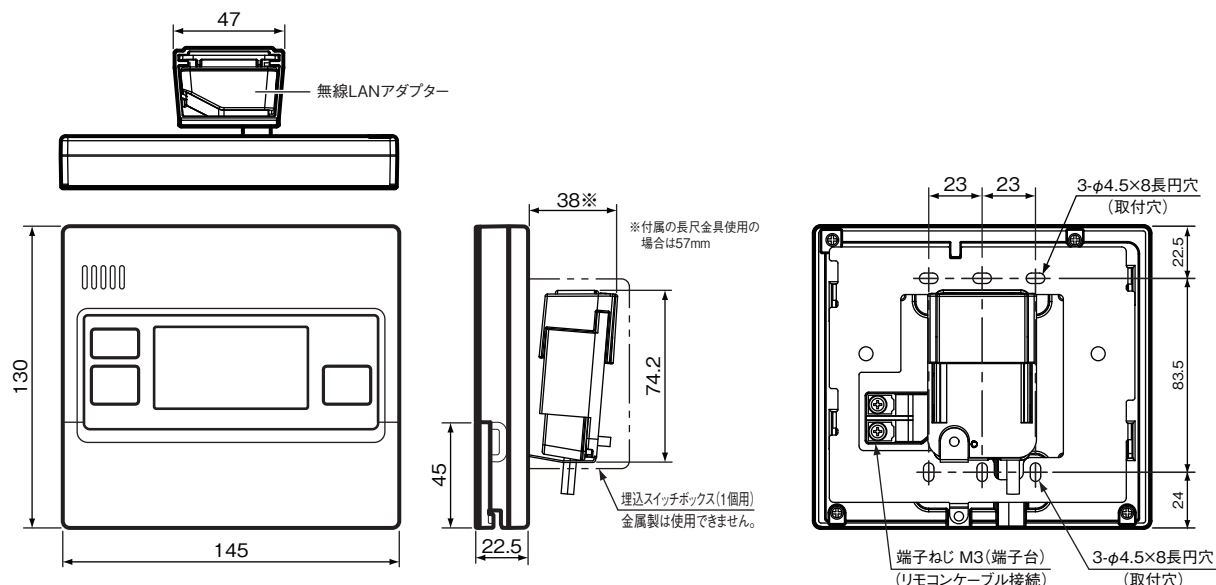 47
無線LANアダプター
38※
※付属の長尺金具使用の
場合は57mm
130
145
45
22.5
74.2
埋込スイッチボックス(1個用)
金属製は使用できません。
23
23
3-φ4.5×8長円穴
(取付穴)
22.5
83.5
24
端子ねじ M3(端子台)
(リモコンケーブル接続)
3-φ4.5×8長円穴
(取付穴)